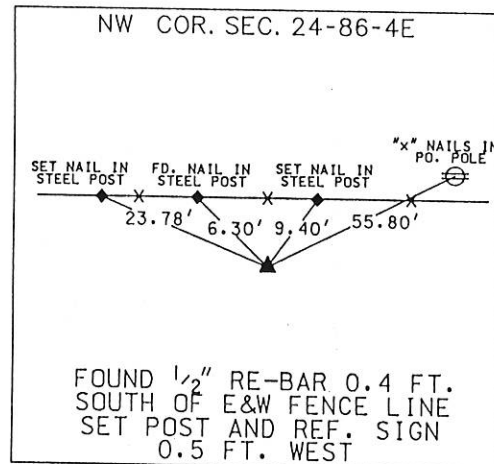 NW COR. SEC. 24-86-4E
"x" NAILS IN
PO. POLE
SET NAIL IN
STEEL POST
FD. NAIL IN
STEEL POST
SET NAIL IN
STEEL POST
23.78'
6.30'
9.40'
55.80'
FOUND 1/2" RE-BAR 0.4 FT.
SOUTH OF E&W FENCE LINE
SET POST AND REF. SIGN
0.5 FT. WEST